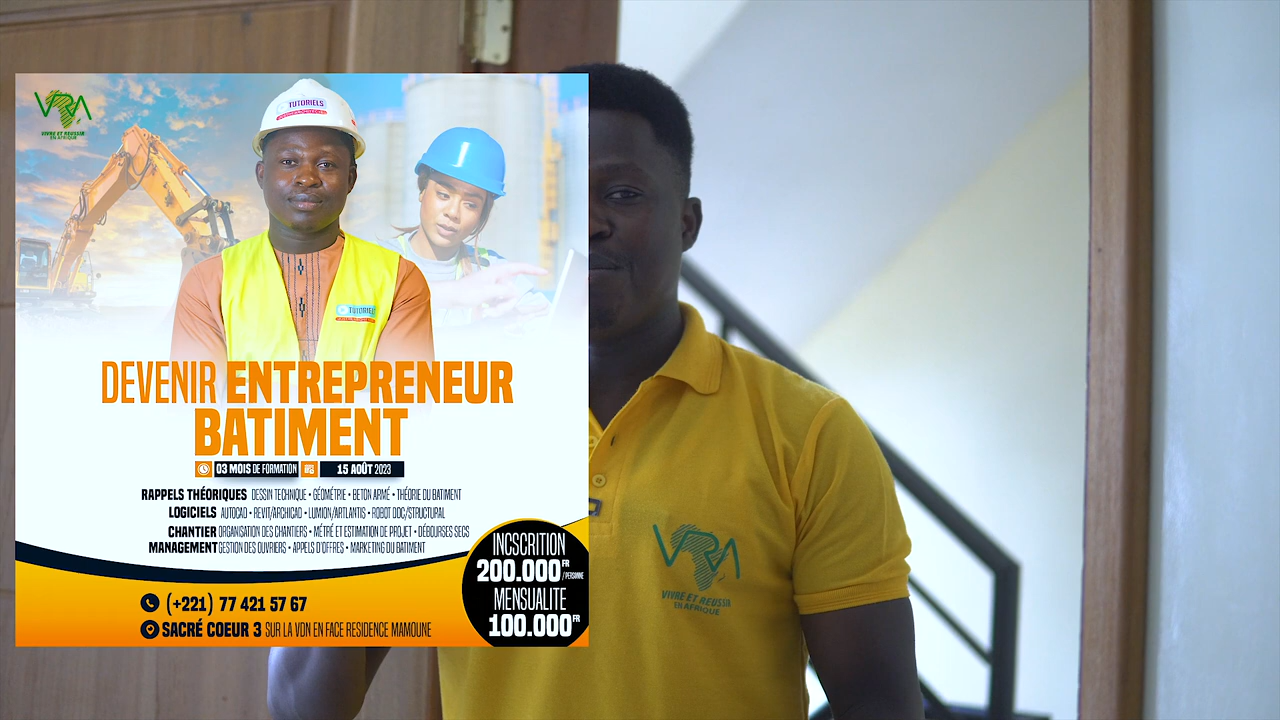 VRA
VIVRE ET REUSSIR
EN AFRIQUE
TUTORIELS
TUTORIELS
DEVENIR ENTREPRENEUR
BATIMENT
03 MOIS DE FORMATION 15 AOÛT 2023
RAPPELS THÉORIQUES DESSIN TECHNIQUE • GÉOMÉTRIE • BETON ARMÉ • THÉORIE DU BATIMENT
LOGICIELS AUTOCAD • REVIT/ARCHICAD • LUMION/ARTLANTIS • ROBOT DOC/STRUCTURAL
CHANTIER ORGANISATION DES CHANTIERS • MÉTRÉ ET ESTIMATION DE PROJET • DÉBOURSES SECS
MANAGEMENT GESTION DES OUVRIERS • APPELS D'OFFRES • MARKETING DU BATIMENT
INCSCRITION
200.000 FR /PERSONNE
MENSUALITE
100.000 FR
(+221) 77 421 57 67
SACRÉ COEUR 3 SUR LA VDN EN FACE RESIDENCE MAMOUNE
VRA
VIVRE ET REUSSIR
EN AFRIQUE